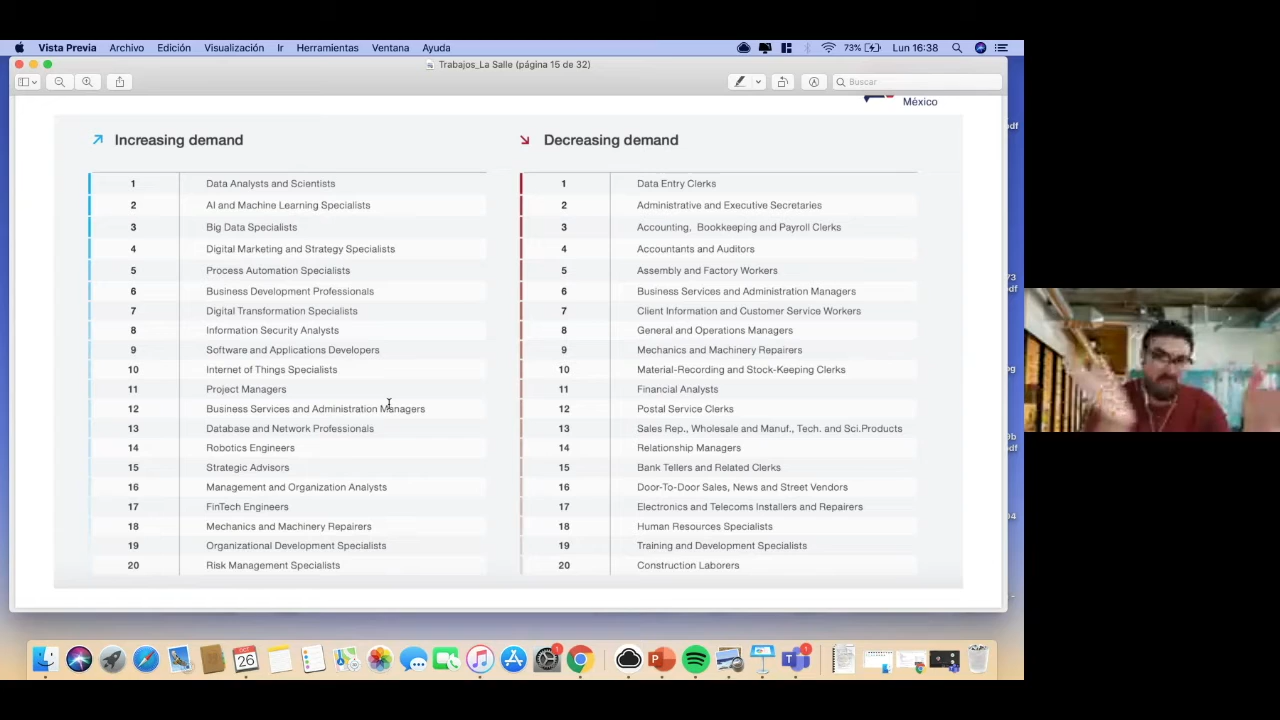 Vista Previa Archivo Edición Visualización Ir Herramientas Ventana Ayuda 73% Lun 16:38
Trabajos_La Salle (página 15 de 32)
Buscar
México
Increasing demand
1 Data Analysts and Scientists
2 AI and Machine Learning Specialists
3 Big Data Specialists
4 Digital Marketing and Strategy Specialists
5 Process Automation Specialists
6 Business Development Professionals
7 Digital Transformation Specialists
8 Information Security Analysts
9 Software and Applications Developers
10 Internet of Things Specialists
11 Project Managers
12 Business Services and Administration Managers
13 Database and Network Professionals
14 Robotics Engineers
15 Strategic Advisors
16 Management and Organization Analysts
17 FinTech Engineers
18 Mechanics and Machinery Repairers
19 Organizational Development Specialists
20 Risk Management Specialists
Decreasing demand
1 Data Entry Clerks
2 Administrative and Executive Secretaries
3 Accounting, Bookkeeping and Payroll Clerks
4 Accountants and Auditors
5 Assembly and Factory Workers
6 Business Services and Administration Managers
7 Client Information and Customer Service Workers
8 General and Operations Managers
9 Mechanics and Machinery Repairers
10 Material-Recording and Stock-Keeping Clerks
11 Financial Analysts
12 Postal Service Clerks
13 Sales Rep., Wholesale and Manuf., Tech. and Sci.Products
14 Relationship Managers
15 Bank Tellers and Related Clerks
16 Door-To-Door Sales, News and Street Vendors
17 Electronics and Telecoms Installers and Repairers
18 Human Resources Specialists
19 Training and Development Specialists
20 Construction Laborers
26